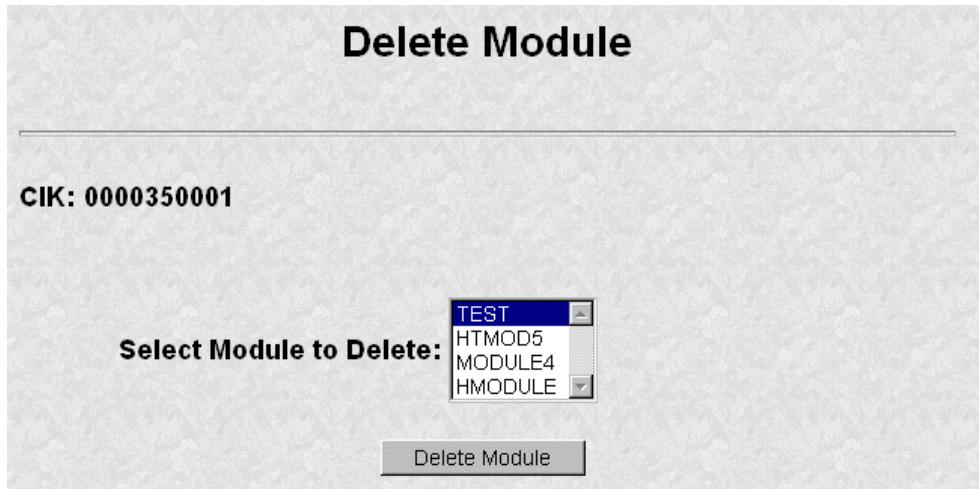 Delete Module
CIK: 0000350001
Select Module to Delete:
TEST
HTMOD5
MODULE4
HMODULE
Delete Module